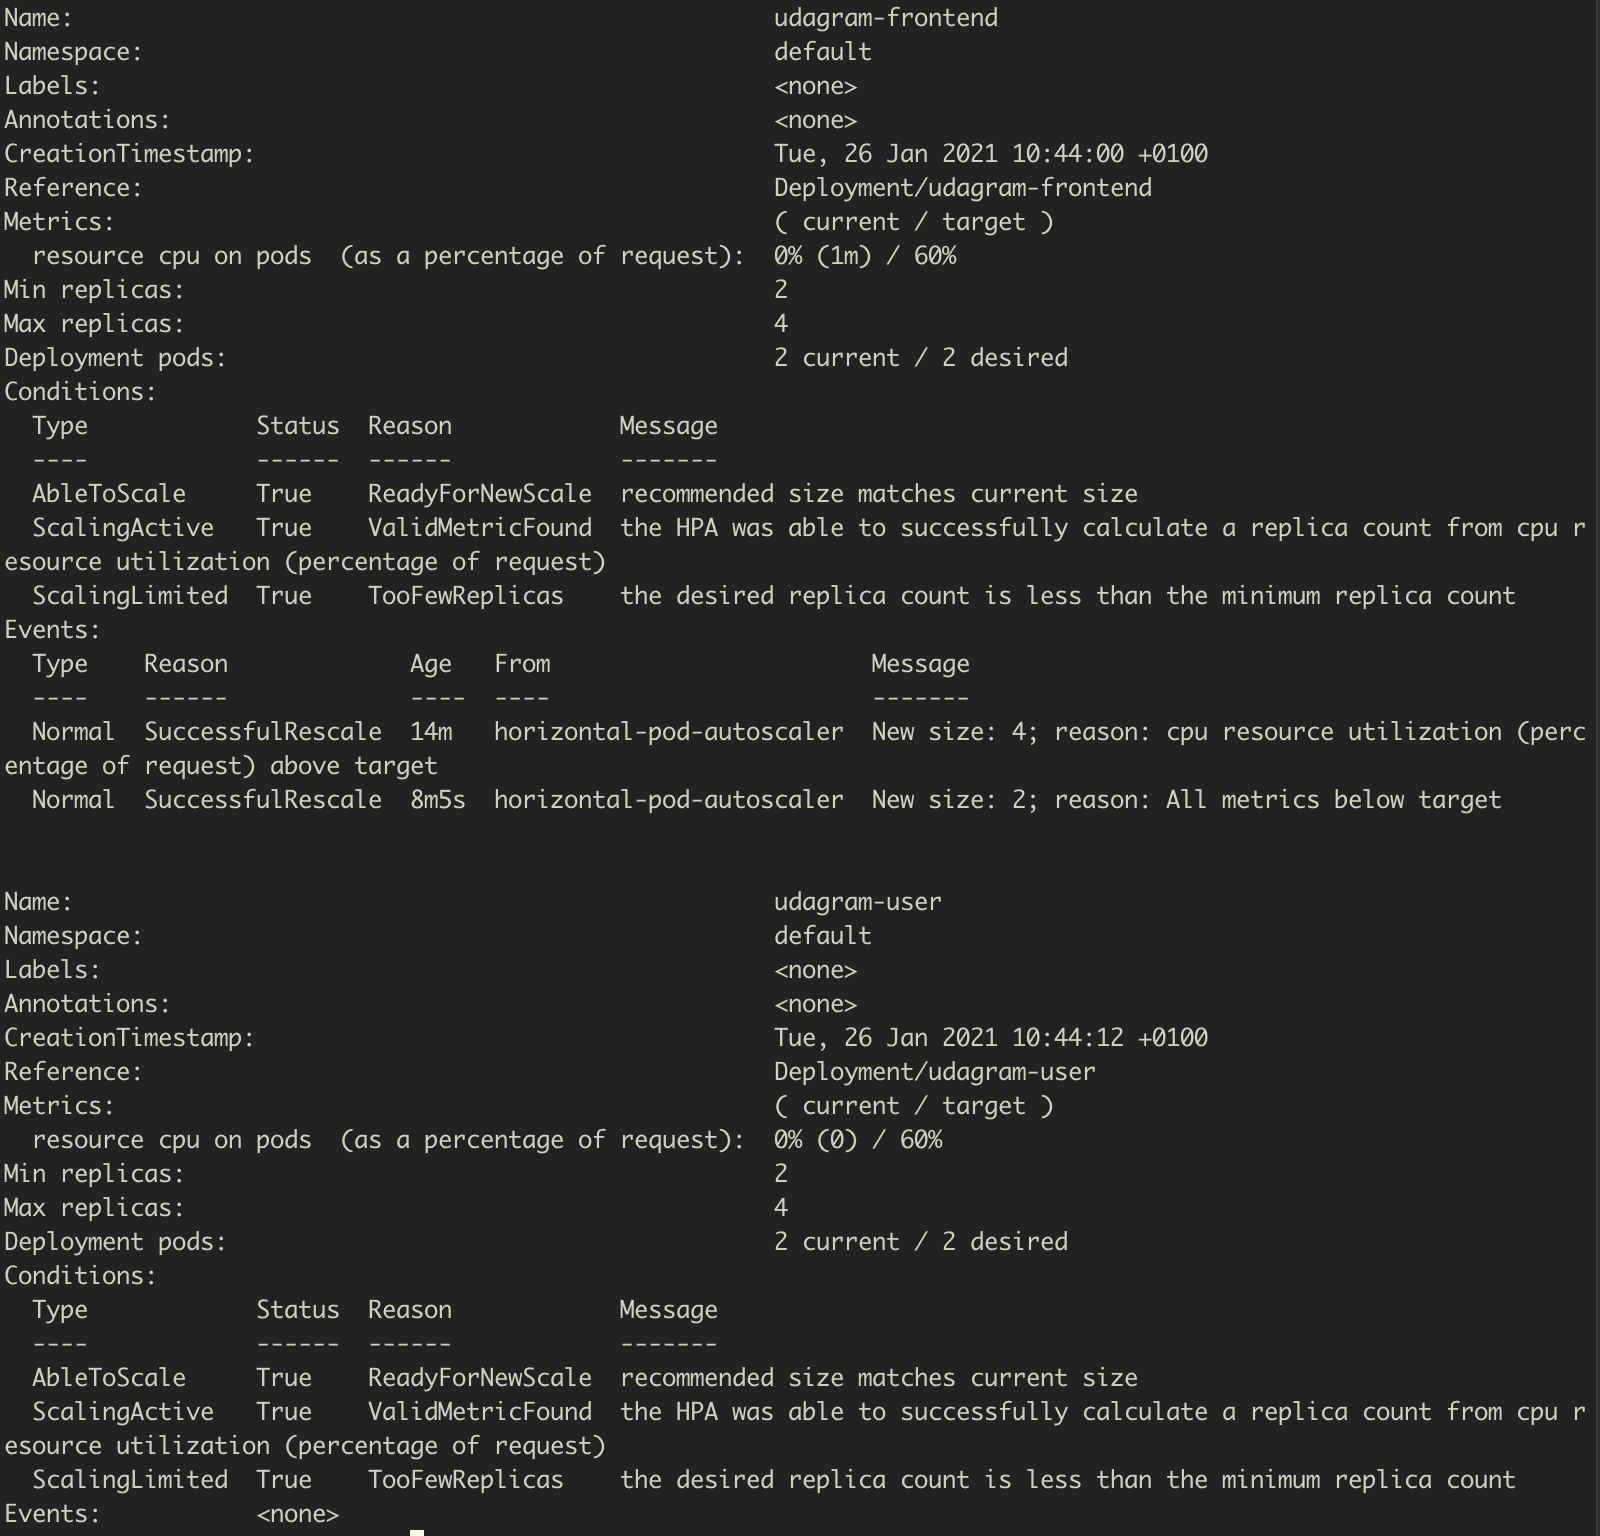 Name:                                                  udagram-frontend
Namespace:                                             default
Labels:                                                <none>
Annotations:                                           <none>
CreationTimestamp:                                     Tue, 26 Jan 2021 10:44:00 +0100
Reference:                                             Deployment/udagram-frontend
Metrics:                                               ( current / target )
  resource cpu on pods  (as a percentage of request):  0% (1m) / 60%
Min replicas:                                          2
Max replicas:                                          4
Deployment pods:                                       2 current / 2 desired
Conditions:
  Type            Status  Reason            Message
  ----            ------  ------            -------
  AbleToScale     True    ReadyForNewScale  recommended size matches current size
  ScalingActive   True    ValidMetricFound  the HPA was able to successfully calculate a replica count from cpu r
esource utilization (percentage of request)
  ScalingLimited  True    TooFewReplicas    the desired replica count is less than the minimum replica count
Events:
  Type    Reason             Age   From                       Message
  ----    ------             ----  ----                       -------
  Normal  SuccessfulRescale  14m   horizontal-pod-autoscaler  New size: 4; reason: cpu resource utilization (perc
entage of request) above target
  Normal  SuccessfulRescale  8m5s  horizontal-pod-autoscaler  New size: 2; reason: All metrics below target
Name:                                                  udagram-user
Namespace:                                             default
Labels:                                                <none>
Annotations:                                           <none>
CreationTimestamp:                                     Tue, 26 Jan 2021 10:44:12 +0100
Reference:                                             Deployment/udagram-user
Metrics:                                               ( current / target )
  resource cpu on pods  (as a percentage of request):  0% (0) / 60%
Min replicas:                                          2
Max replicas:                                          4
Deployment pods:                                       2 current / 2 desired
Conditions:
  Type            Status  Reason            Message
  ----            ------  ------            -------
  AbleToScale     True    ReadyForNewScale  recommended size matches current size
  ScalingActive   True    ValidMetricFound  the HPA was able to successfully calculate a replica count from cpu r
esource utilization (percentage of request)
  ScalingLimited  True    TooFewReplicas    the desired replica count is less than the minimum replica count
Events:           <none>